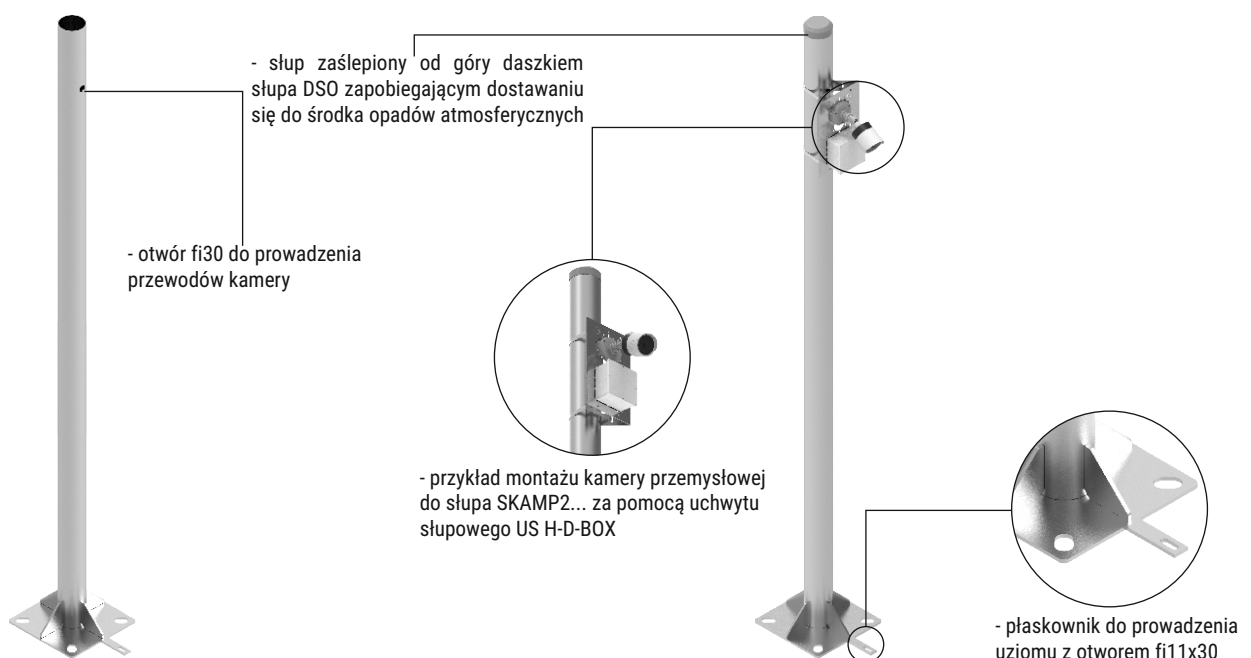 - słup zaślepiony od góry daszkiem
słupa DSO zapobiegającym dostawaniu
się do środka opadów atmosferycznych
- otwór fi30 do prowadzenia
przewodów kamery
- przykład montażu kamery przemysłowej
do słupa SKAMP2... za pomocą uchwytu
słupowego US H-D-BOX
- płaskownik do prowadzenia
uziomu z otworem fi11x30